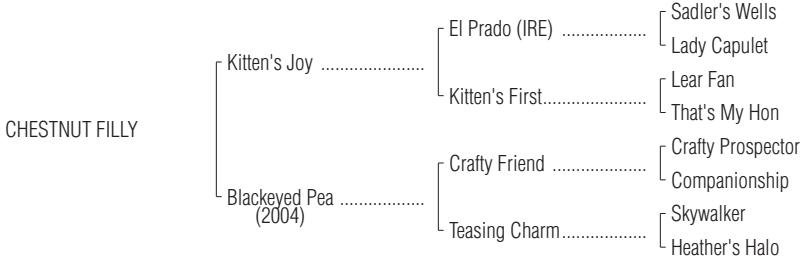 Sadler's Wells
El Prado (IRE) ..................
Lady Capulet
Kitten's Joy ......................
Lear Fan
Kitten's First......................
That's My Hon
CHESTNUT FILLY
Crafty Prospector
Crafty Friend ....................
Companionship
Blackeyed Pea ..................
(2004)
Skywalker
Teasing Charm..................
Heather's Halo